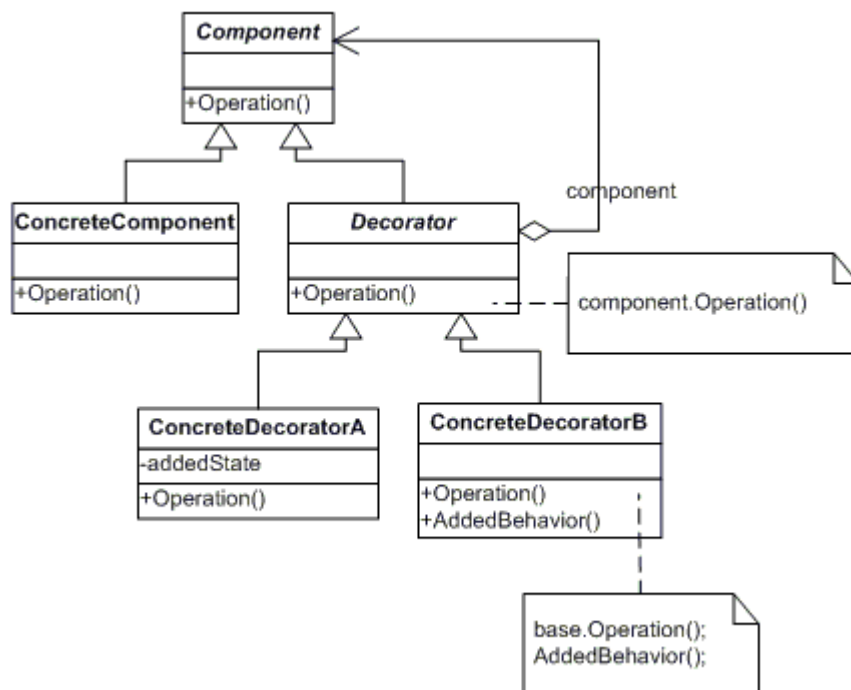 Component
+Operation()
component
ConcreteComponent
+Operation()
Decorator
+Operation()
component.Operation()
ConcreteDecoratorA
-addedState
+Operation()
ConcreteDecoratorB
+Operation()
+AddedBehavior()
base.Operation();
AddedBehavior();